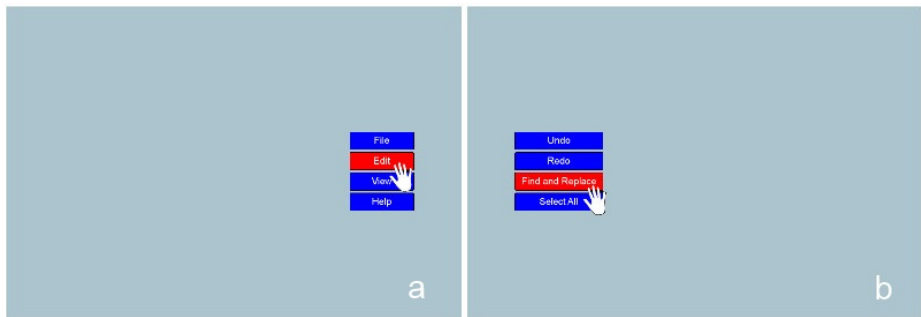 File
Edit
View
Help
a
Undo
Redo
Find and Replace
Select All
b